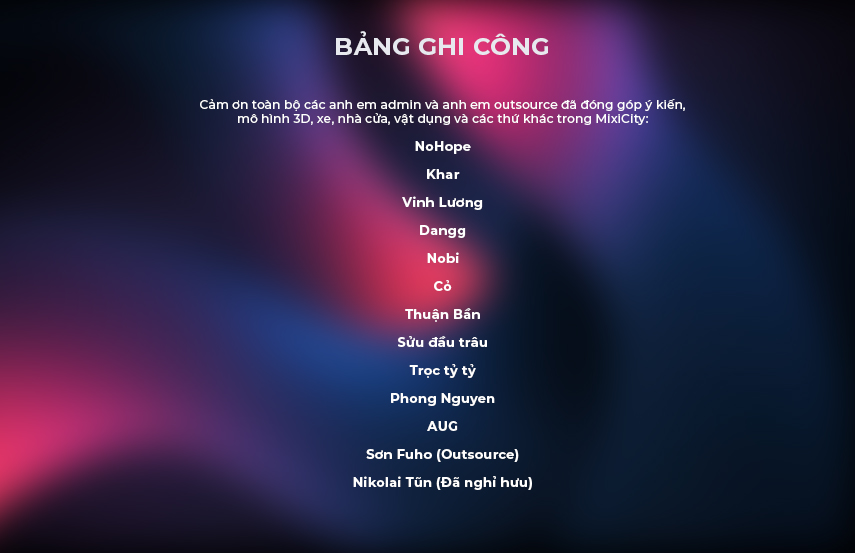 BẢNG GHI CÔNG
Cảm ơn toàn bộ các anh em admin và anh em outsource đã đóng góp ý kiến,
mô hình 3D, xe, nhà cửa, vật dụng và các thứ khác trong MixiCity:
NoHope
Khar
Vinh Lương
Dangg
Nobi
Cỏ
Thuận Bần
Sửu đầu trâu
Trọc tỷ tỷ
Phong Nguyen
AUG
Sơn Fuho (Outsource)
Nikolai Tũn (Đã nghỉ hưu)